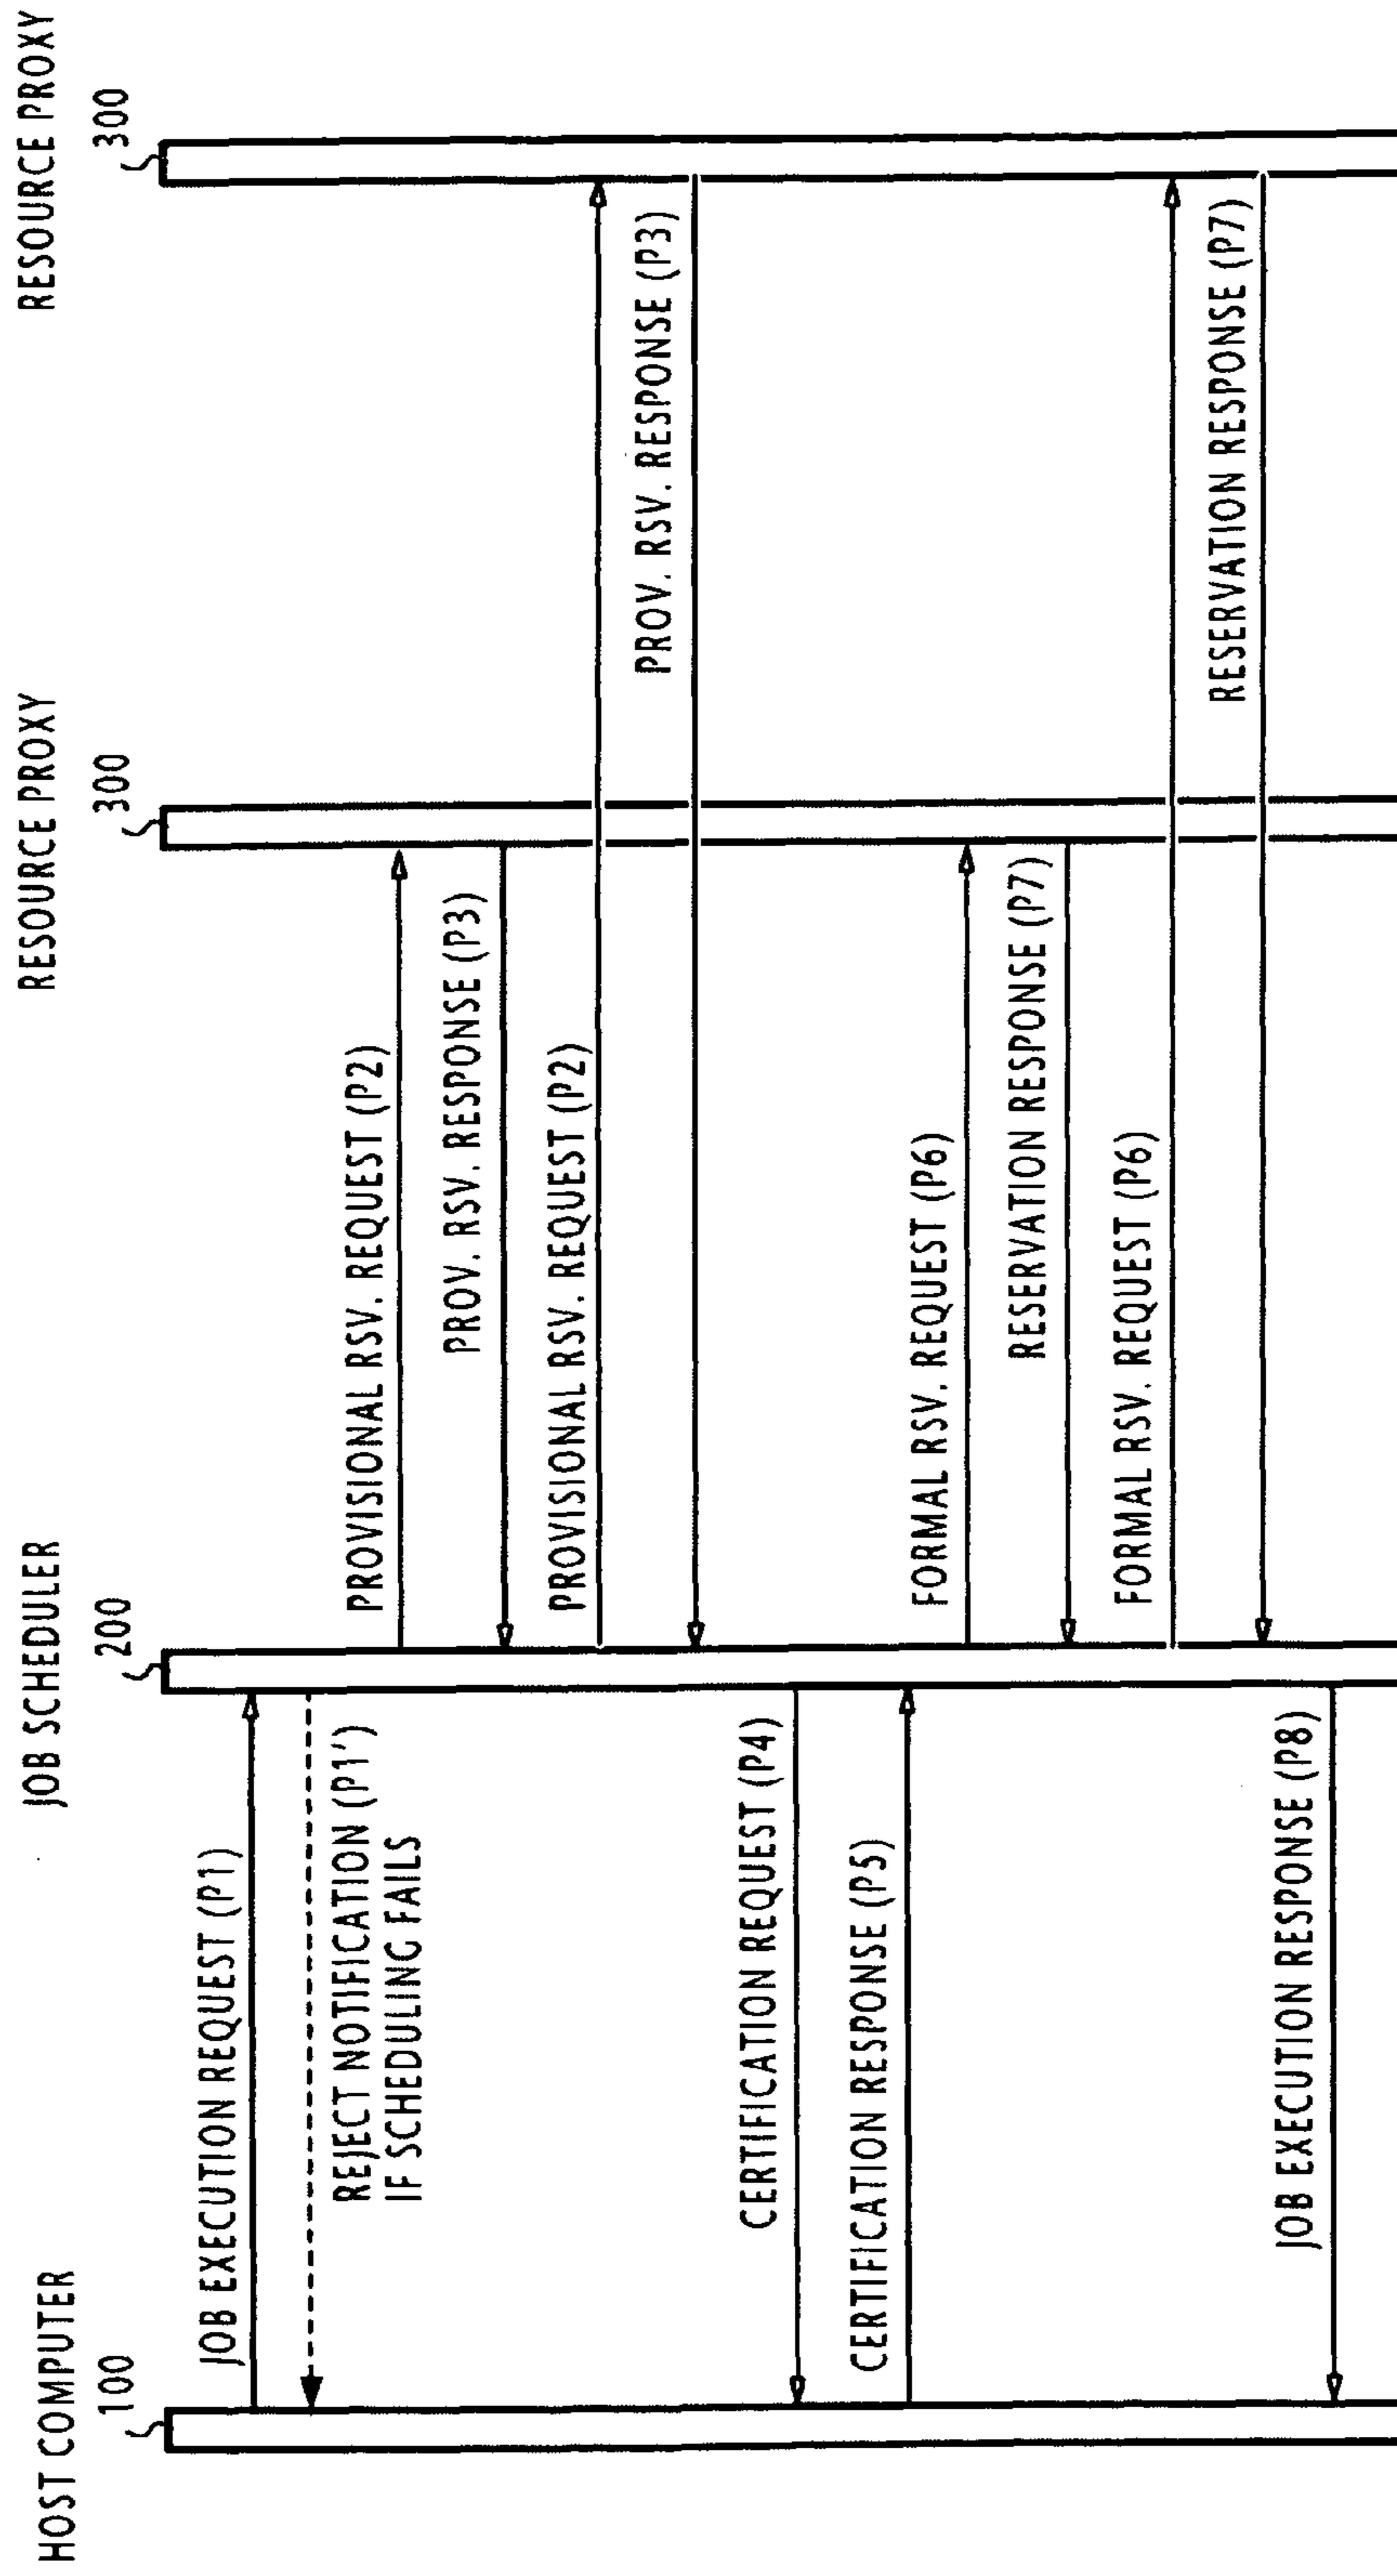 HOST COMPUTER
JOB SCHEDULER
RESOURCE PROXY
RESOURCE PROXY
100
200
300
300
JOB EXECUTION REQUEST (P1)
REJECT NOTIFICATION (P1')
IF SCHEDULING FAILS
PROVISIONAL RSV. REQUEST (P2)
PROV. RSV. RESPONSE (P3)
PROVISIONAL RSV. REQUEST (P2)
PROV. RSV. RESPONSE (P3)
CERTIFICATION REQUEST (P4)
CERTIFICATION RESPONSE (P5)
FORMAL RSV. REQUEST (P6)
RESERVATION RESPONSE (P7)
FORMAL RSV. REQUEST (P6)
RESERVATION RESPONSE (P7)
JOB EXECUTION RESPONSE (P8)